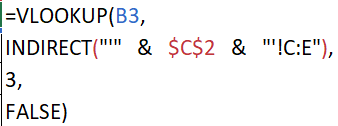 =VLOOKUP(B3,
INDIRECT("'" & $C$2 & "'!C:E"),
3,
FALSE)